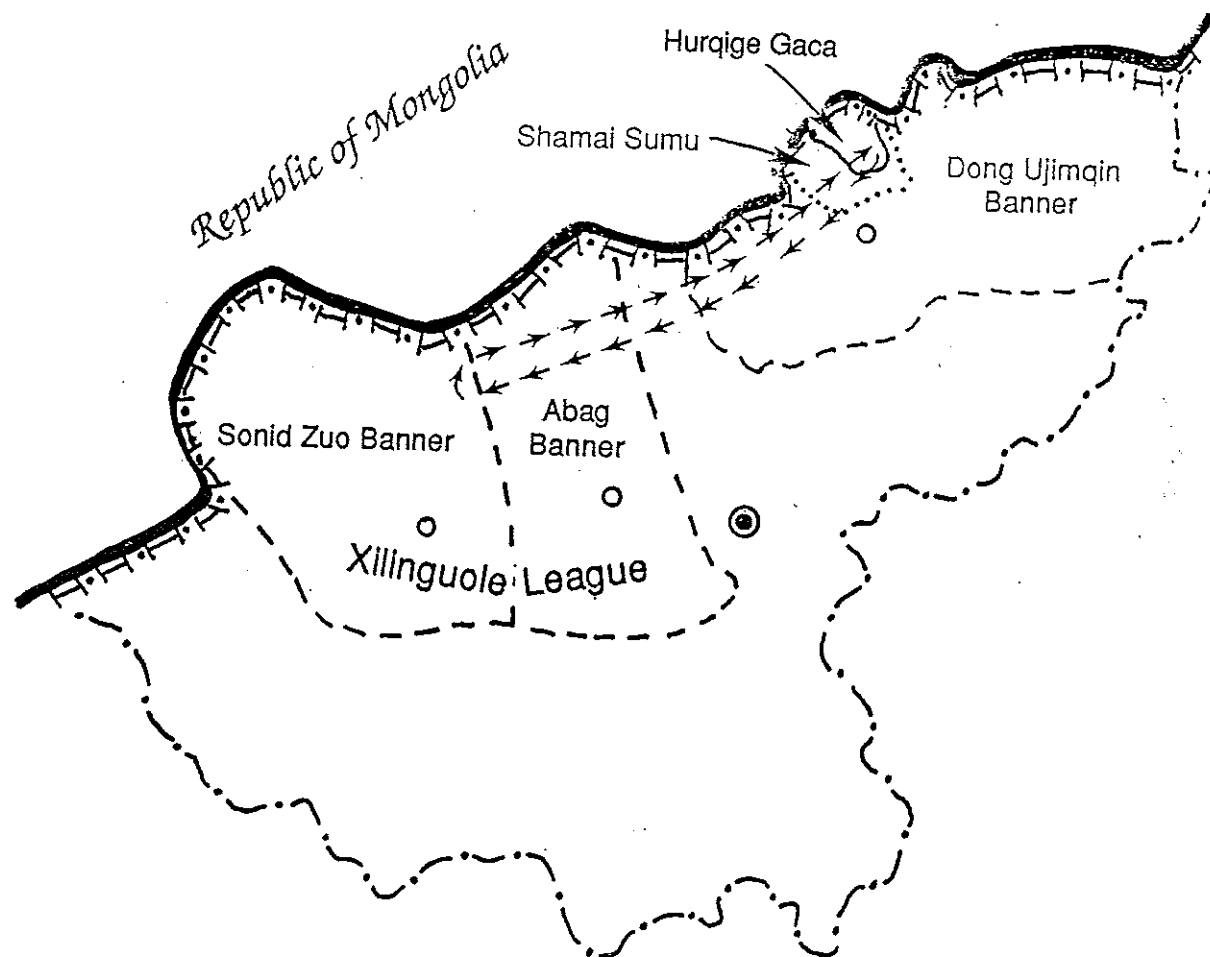 Hurqige Gaca
Republic of Mongolia
Shamai Sumu
Dong Ujimqin
Banner
Sonid Zuo Banner
Abag
Banner
Xilinguole League